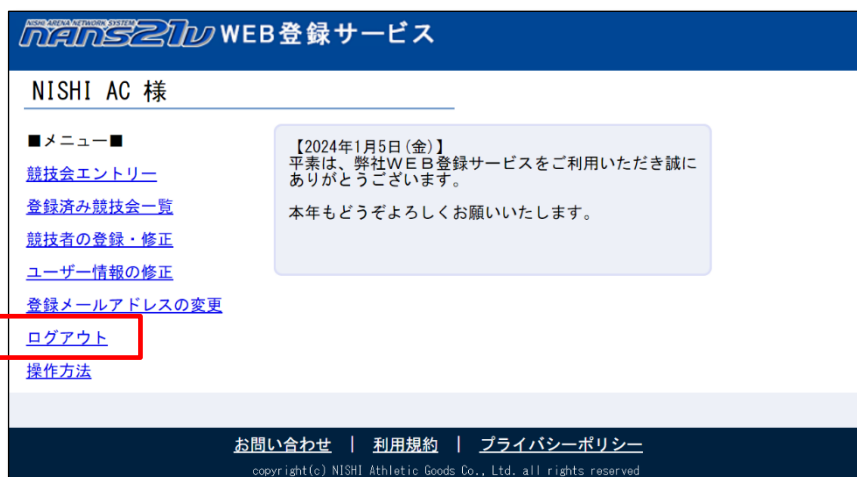 NISHI ARENA NETWORK SYSTEM
NANS21V WEB登録サービス
NISHI AC 様
■メニュー■
競技会エントリー
登録済み競技会一覧
競技者の登録・修正
ユーザー情報の修正
登録メールアドレスの変更
ログアウト
操作方法
【2024年1月5日(金)】
平素は、弊社ＷＥＢ登録サービスをご利用いただき誠に
ありがとうございます。
本年もどうぞよろしくお願いいたします。
お問い合わせ | 利用規約 | プライバシーポリシー
copyright(c) NISHI Athletic Goods Co., Ltd. all rights reserved